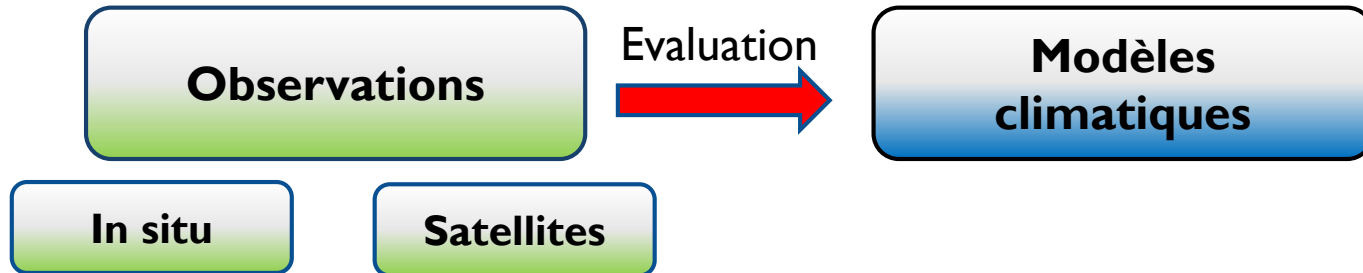 Observations
Evaluation
Modèles
climatiques
In situ
Satellites